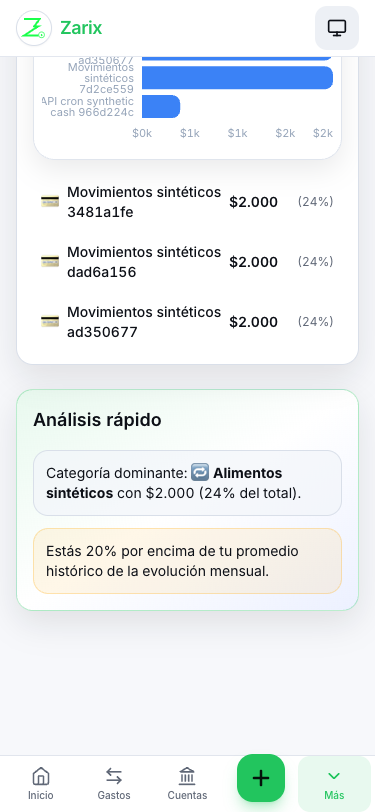 Zarix
ad350677
Movimientos
sintéticos
7d2ce559
API cron synthetic
cash 966d224c
$0k $1k $1k $2k $2k
Movimientos sintéticos
3481a1fe
$2.000 (24%)
Movimientos sintéticos
dad6a156
$2.000 (24%)
Movimientos sintéticos
ad350677
$2.000 (24%)
Análisis rápido
Categoría dominante: Alimentos
sintéticos con $2.000 (24% del total).
Estás 20% por encima de tu promedio
histórico de la evolución mensual.
Inicio Gastos Cuentas Más